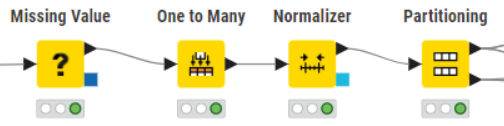 Missing Value
One to Many
Normalizer
Partitioning
?